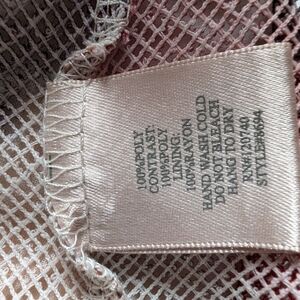 100%POLY
CONTRAST:
100%POLY
LINING:
100%RAYON
HAND WASH COLD
DO NOT BLEACH
HANG TO DRY
RN#120740
STYLE#8694